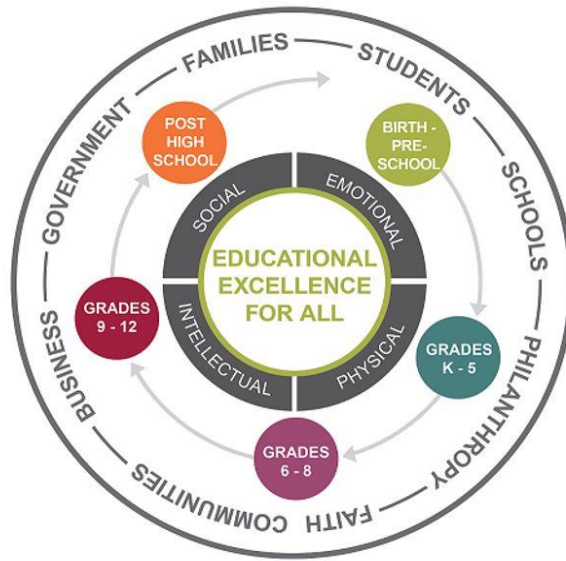 FAMILIES
STUDENTS
SCHOOLS
PHILANTHROPY
FAITH COMMUNITIES
BUSINESS
GOVERNMENT
POST
HIGH
SCHOOL
BIRTH -
PRE-
SCHOOL
GRADES
K - 5
GRADES
6 - 8
GRADES
9 - 12
SOCIAL
EMOTIONAL
PHYSICAL
INTELLECTUAL
EDUCATIONAL
EXCELLENCE
FOR ALL